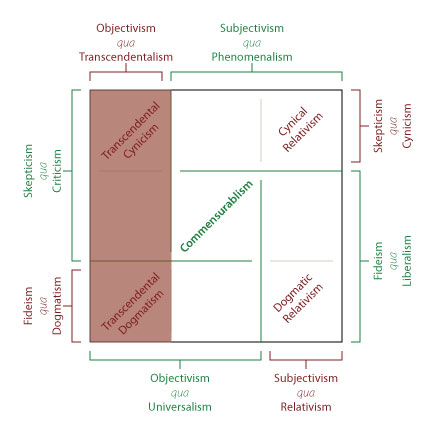 Objectivism
qua
Transcendentalism
Subjectivism
qua
Phenomenalism
Skepticism
qua
Criticism
Fideism
qua
Dogmatism
Transcendental
Cynicism
Cynical
Relativism
Commensurablism
Transcendental
Dogmatism
Dogmatic
Relativism
Skepticism
qua
Cynicism
Fideism
qua
Liberalism
Objectivism
qua
Universalism
Subjectivism
qua
Relativism